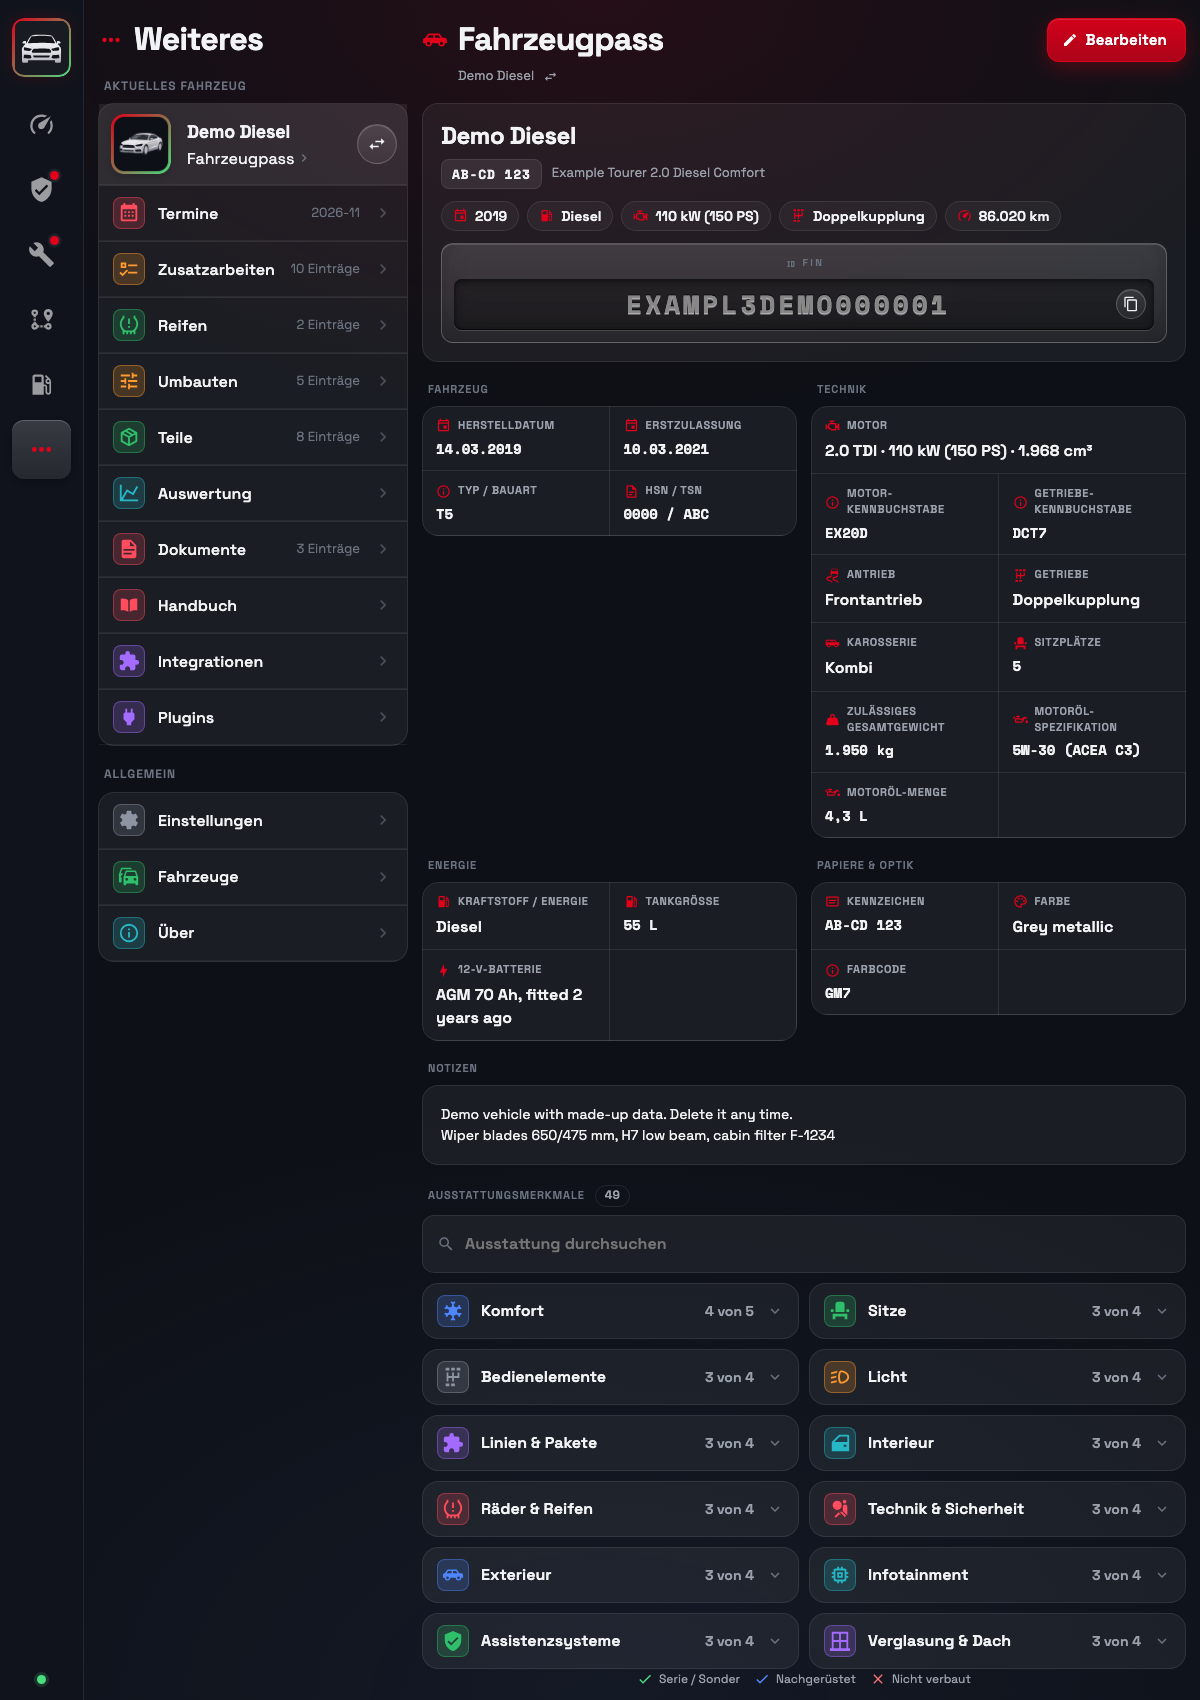 Weiteres
AKTUELLES FAHRZEUG
Demo Diesel
Fahrzeugpass
Termine 2026-11
Zusatzarbeiten 10 Einträge
Reifen 2 Einträge
Umbauten 5 Einträge
Teile 8 Einträge
Auswertung
Dokumente 3 Einträge
Handbuch
Integrationen
Plugins
ALLGEMEIN
Einstellungen
Fahrzeuge
Über
Fahrzeugpass
Demo Diesel
Bearbeiten
Demo Diesel
AB-CD 123 Example Tourer 2.0 Diesel Comfort
2019 Diesel 110 kW (150 PS) Doppelkupplung 86.020 km
ID FIN
EXAMPL3DEMO000001
FAHRZEUG
HERSTELLDATUM
14.03.2019
ERSTZULASSUNG
10.03.2021
TYP / BAUART
T5
HSN / TSN
0000 / ABC
TECHNIK
MOTOR
2.0 TDI · 110 kW (150 PS) · 1.968 cm³
MOTOR-
KENNBUCHSTABE
EX20D
GETRIEBE-
KENNBUCHSTABE
DCT7
ANTRIEB
Frontantrieb
GETRIEBE
Doppelkupplung
KAROSSERIE
Kombi
SITZPLÄTZE
5
ZULÄSSIGES
GESAMTGEWICHT
1.950 kg
MOTORÖL-
SPEZIFIKATION
5W-30 (ACEA C3)
MOTORÖL-MENGE
4,3 L
ENERGIE
KRAFTSTOFF / ENERGIE
Diesel
TANKGRÖSSE
55 L
12-V-BATTERIE
AGM 70 Ah, fitted 2
years ago
PAPIERE & OPTIK
KENNZEICHEN
AB-CD 123
FARBE
Grey metallic
FARBCODE
GM7
NOTIZEN
Demo vehicle with made-up data. Delete it any time.
Wiper blades 650/475 mm, H7 low beam, cabin filter F-1234
AUSSTATTUNGSMERKMALE 49
Ausstattung durchsuchen
Komfort 4 von 5
Sitze 3 von 4
Bedienelemente 3 von 4
Licht 3 von 4
Linien & Pakete 3 von 4
Interieur 3 von 4
Räder & Reifen 3 von 4
Technik & Sicherheit 3 von 4
Exterieur 3 von 4
Infotainment 3 von 4
Assistenzsysteme 3 von 4
Verglasung & Dach 3 von 4
Serie / Sonder Nachgerüstet Nicht verbaut